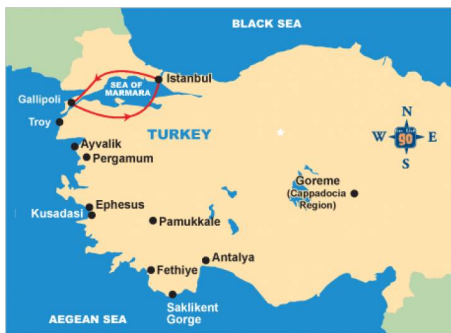 BLACK SEA
Istanbul
SEA OF
MARMARA
Gallipoli
Troy
TURKEY
N
W
E
S
go
Ayvalik
Pergamum
Goreme
(Cappadocia
Region)
Ephesus
Kusadasi
Pamukkale
Antalya
Fethiye
Saklikent
Gorge
AEGEAN SEA